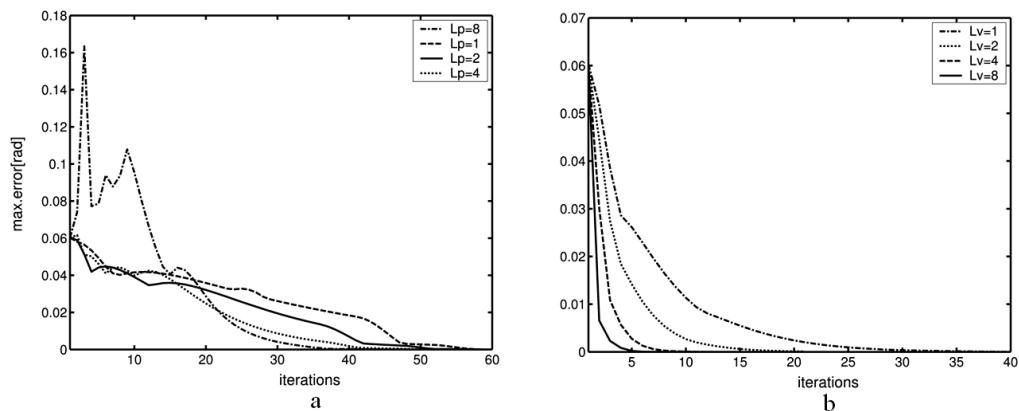 0.18
0.16
0.14
0.12
0.1
0.08
0.06
0.04
0.02
0
max.error[rad]
Lp=8
Lp=1
Lp=2
Lp=4
10 20 30 40 50 60
iterations
a
0.07
0.06
0.05
0.04
0.03
0.02
0.01
0
Lv=1
Lv=2
Lv=4
Lv=8
5 10 15 20 25 30 35 40
iterations
b